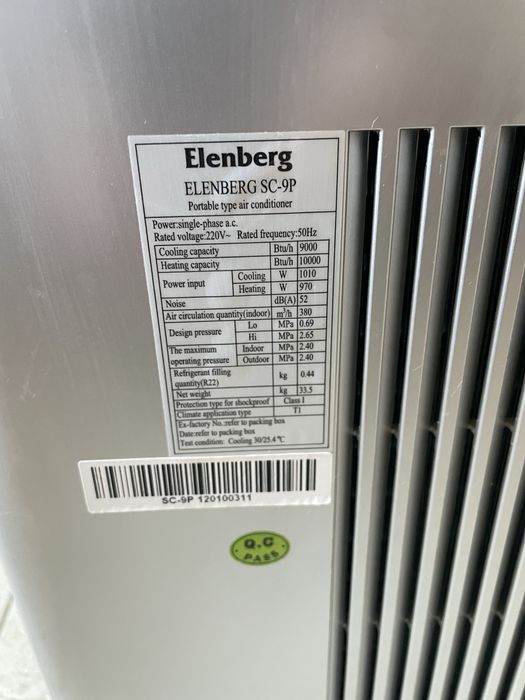 Elenberg
ELENBERG SC-9P
Portable type air conditioner
Power:single-phase a.c.
Rated voltage:220V~ Rated frequency:50Hz
Cooling capacity Btu/h 9000
Heating capacity Btu/h 10000
Power input Cooling W 1010
Heating W 970
Noise dB(A) 52
Air circulation quantity(indoor) m³/h 380
Design pressure Lo MPa 0.69
Hi MPa 2.65
The maximum operating pressure Indoor MPa 2.40
Outdoor MPa 2.40
Refrigerant filling quantity(R22) kg 0.44
Net weight kg 33.5
Protection type for shockproof Class I
Climate application type T1
Ex-factory No.:refer to packing box
Date:refer to packing box
Test condition: Cooling 30/25.4℃
SC-9P 120100311
Q.C
PASS